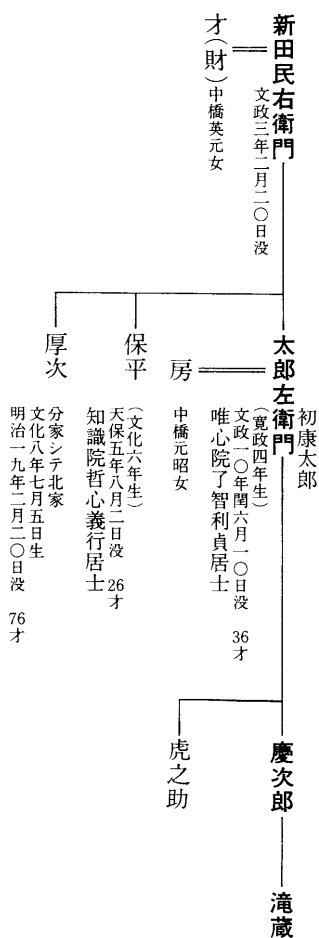 新田民右衛門
文政三年二月二〇日没
才(財)
中橋英元女
初康太郎
太郎左衛門
(寛政四年生)
文政一〇年閏六月一〇日没 36才
唯心院了智利貞居士
房
中橋元昭女
保平
(文化六年生)
天保五年八月二日没 26才
知識院哲心義行居士
厚次
分家シテ北家
文化八年七月五日生
明治一九年二月二〇日没 76才
慶次郎
虎之助
滝蔵